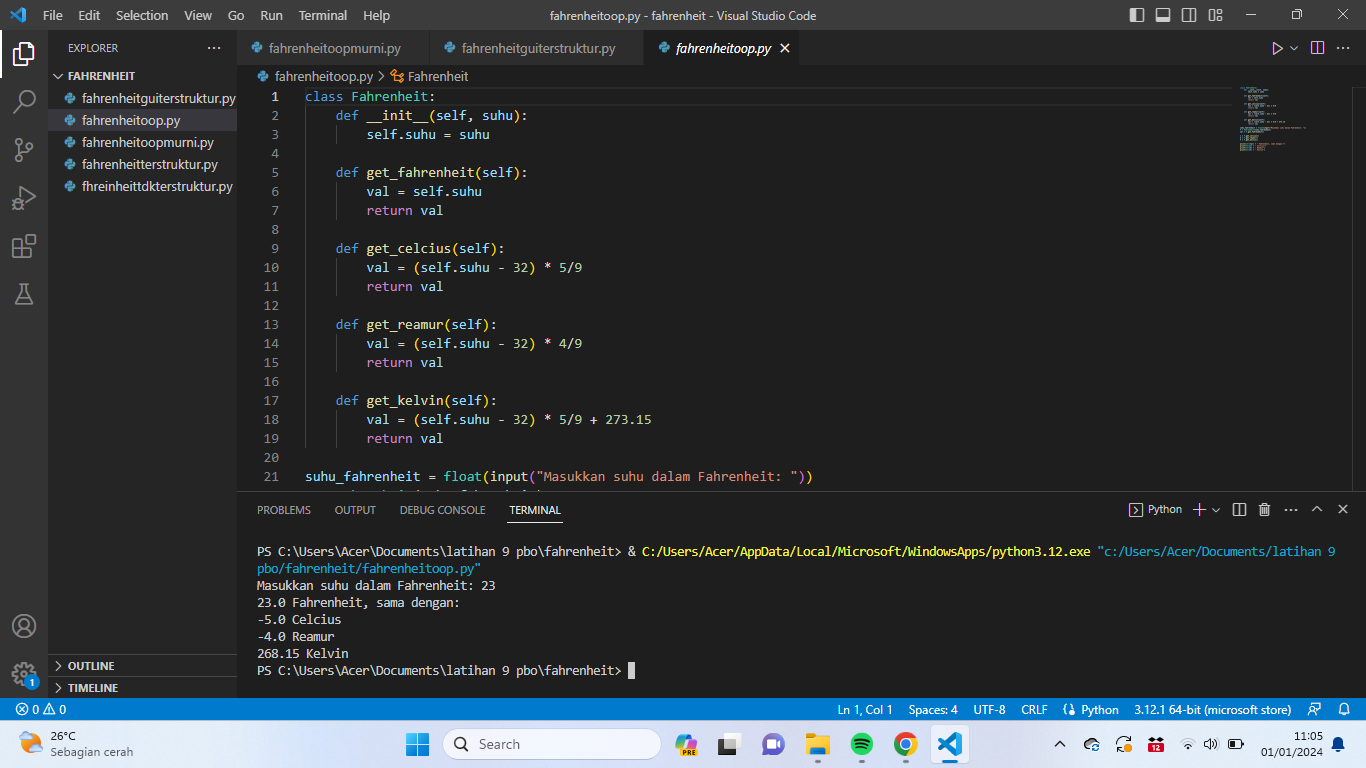 File Edit Selection View Go Run Terminal Help fahrenheitoop.py - fahrenheit - Visual Studio Code
EXPLORER
FAHRENHEIT
fahrenheitguiterstruktur.py
fahrenheitoop.py
fahrenheitoopmurni.py
fahrenheitterstruktur.py
fhreinheittdkterstruktur.py
OUTLINE
TIMELINE
fahrenheitoopmurni.py fahrenheitguiterstruktur.py fahrenheitoop.py
fahrenheitoop.py > Fahrenheit
1 class Fahrenheit:
2 def __init__(self, suhu):
3 self.suhu = suhu
4
5 def get_fahrenheit(self):
6 val = self.suhu
7 return val
8
9 def get_celcius(self):
10 val = (self.suhu - 32) * 5/9
11 return val
12
13 def get_reamur(self):
14 val = (self.suhu - 32) * 4/9
15 return val
16
17 def get_kelvin(self):
18 val = (self.suhu - 32) * 5/9 + 273.15
19 return val
20
21 suhu_fahrenheit = float(input("Masukkan suhu dalam Fahrenheit: "))
PROBLEMS OUTPUT DEBUG CONSOLE TERMINAL Python
PS C:\Users\Acer\Documents\latihan 9 pbo\fahrenheit> & C:/Users/Acer/AppData/Local/Microsoft/WindowsApps/python3.12.exe "c:/Users/Acer/Documents/latihan 9
pbo/fahrenheit/fahrenheitoop.py"
Masukkan suhu dalam Fahrenheit: 23
23.0 Fahrenheit, sama dengan:
-5.0 Celcius
-4.0 Reamur
268.15 Kelvin
PS C:\Users\Acer\Documents\latihan 9 pbo\fahrenheit>
1
0 0 Ln 1, Col 1 Spaces: 4 UTF-8 CRLF Python 3.12.1 64-bit (microsoft store)
26°C
Sebagian cerah
Search
PRE
12
11:05
01/01/2024